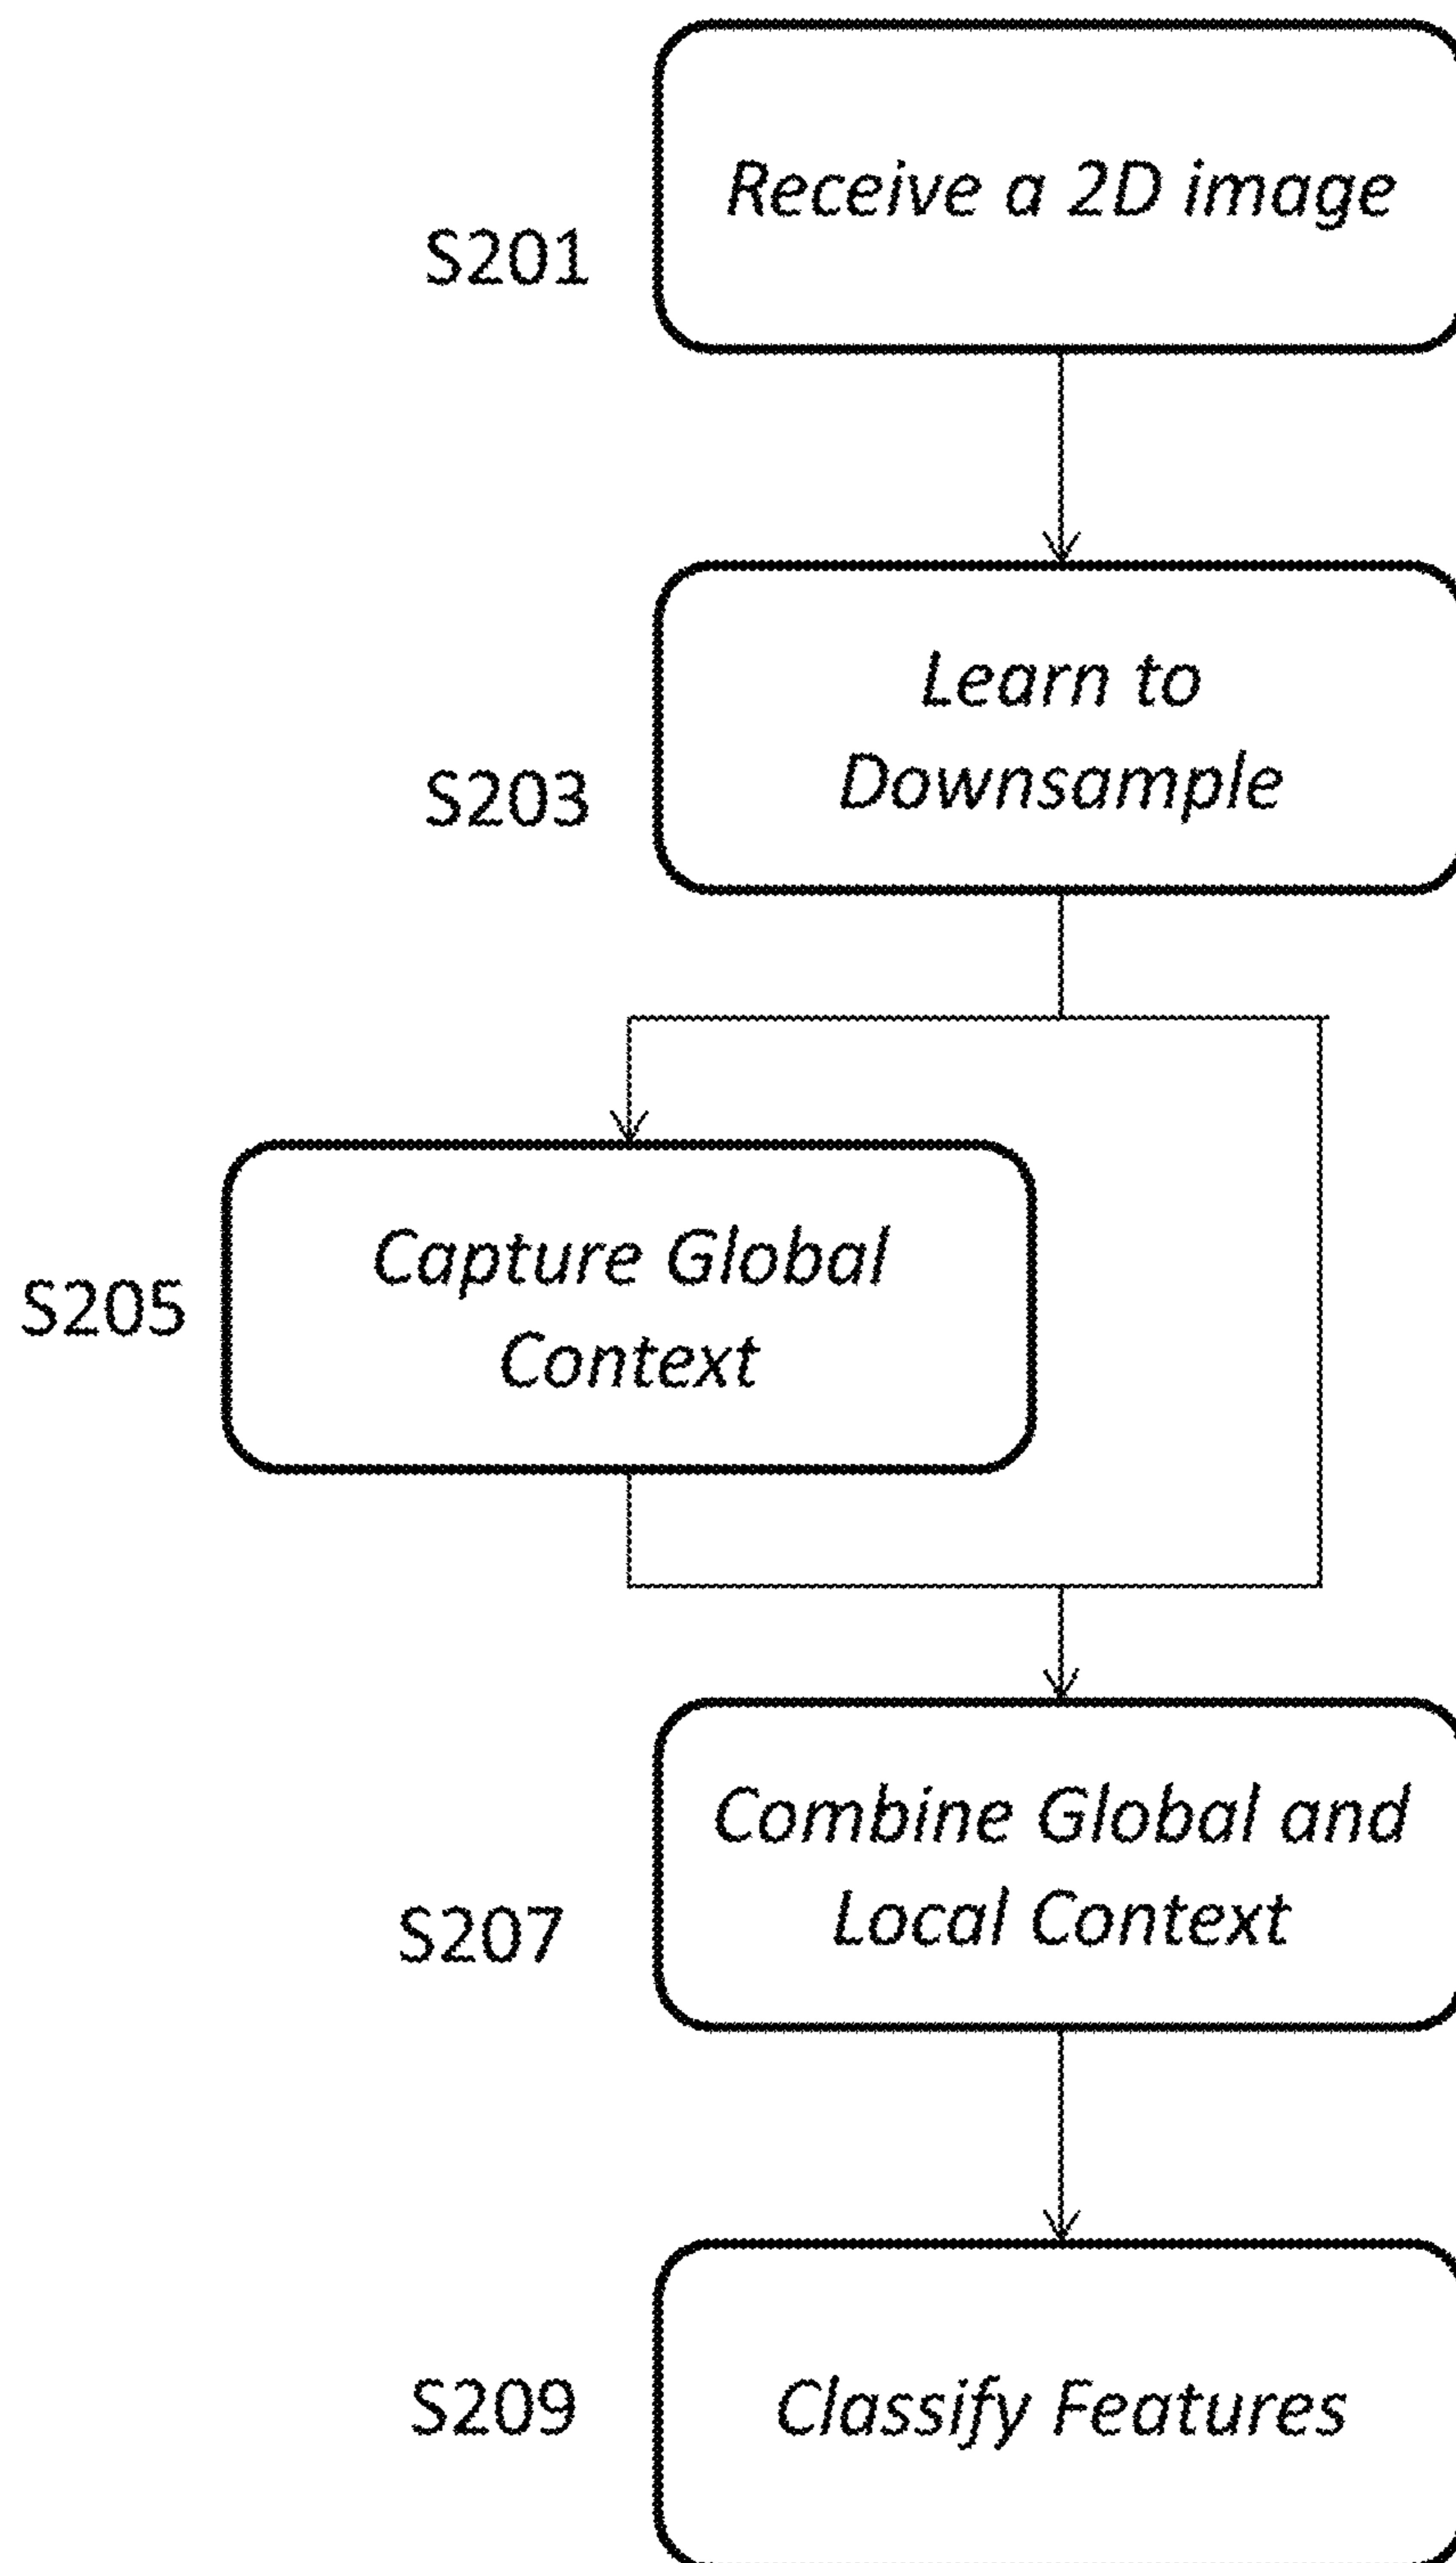 Receive a 2D image
S201
Learn to
Downsample
S203
Capture Global
Context
S205
Combine Global and
Local Context
S207
Classify Features
S209